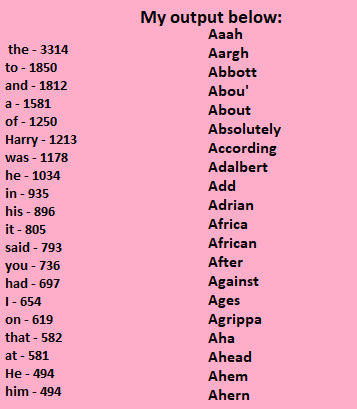 My output below:
the - 3314
to - 1850
and - 1812
a - 1581
of - 1250
Harry - 1213
was - 1178
he - 1034
in - 935
his - 896
it - 805
said - 793
you - 736
had - 697
I - 654
on - 619
that - 582
at - 581
He - 494
him - 494
Aaah
Aargh
Abbott
Abou'
About
Absolutely
According
Adalbert
Add
Adrian
Africa
African
After
Against
Ages
Agrippa
Aha
Ahead
Ahem
Ahern